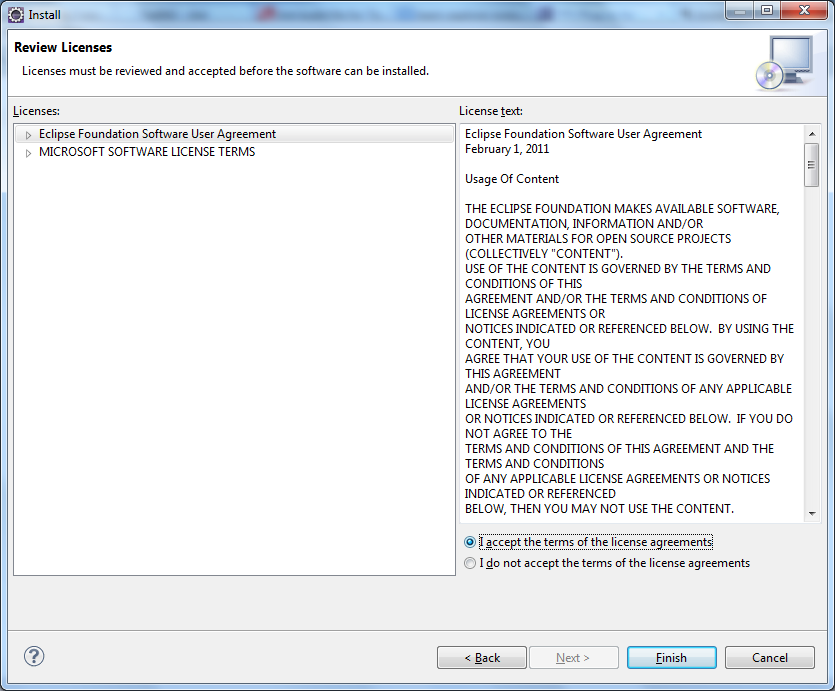 Install
Review Licenses
Licenses must be reviewed and accepted before the software can be installed.
Licenses:
Eclipse Foundation Software User Agreement
MICROSOFT SOFTWARE LICENSE TERMS
License text:
Eclipse Foundation Software User Agreement
February 1, 2011
Usage Of Content
THE ECLIPSE FOUNDATION MAKES AVAILABLE SOFTWARE,
DOCUMENTATION, INFORMATION AND/OR
OTHER MATERIALS FOR OPEN SOURCE PROJECTS
(COLLECTIVELY "CONTENT").
USE OF THE CONTENT IS GOVERNED BY THE TERMS AND
CONDITIONS OF THIS
AGREEMENT AND/OR THE TERMS AND CONDITIONS OF
LICENSE AGREEMENTS OR
NOTICES INDICATED OR REFERENCED BELOW.  BY USING THE
CONTENT, YOU
AGREE THAT YOUR USE OF THE CONTENT IS GOVERNED BY
THIS AGREEMENT
AND/OR THE TERMS AND CONDITIONS OF ANY APPLICABLE
LICENSE AGREEMENTS
OR NOTICES INDICATED OR REFERENCED BELOW.  IF YOU DO
NOT AGREE TO THE
TERMS AND CONDITIONS OF THIS AGREEMENT AND THE
TERMS AND CONDITIONS
OF ANY APPLICABLE LICENSE AGREEMENTS OR NOTICES
INDICATED OR REFERENCED
BELOW, THEN YOU MAY NOT USE THE CONTENT.
I accept the terms of the license agreements
I do not accept the terms of the license agreements
?
< Back
Next >
Finish
Cancel